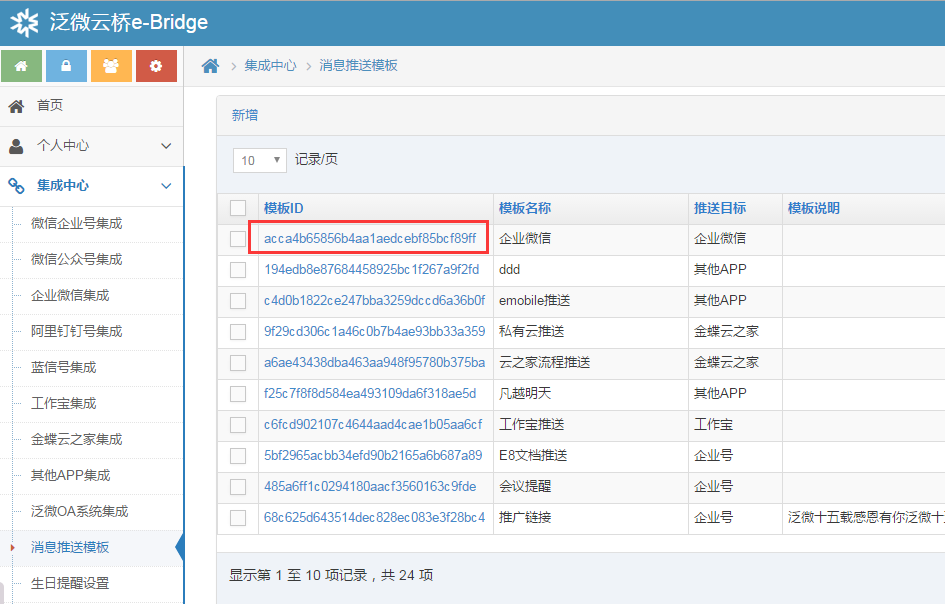 泛微云桥e-Bridge
集成中心 消息推送模板
首页
个人中心
集成中心
微信企业号集成
微信公众号集成
企业微信集成
阿里钉钉号集成
蓝信号集成
工作宝集成
金蝶云之家集成
其他APP集成
泛微OA系统集成
消息推送模板
生日提醒设置
新增
10 记录/页
模板ID 模板名称 推送目标 模板说明
acca4b65856b4aa1aedcebf85bcf89ff 企业微信 企业微信
194edb8e87684458925bc1f267a9f2fd ddd 其他APP
c4d0b1822ce247bba3259dccd6a36b0f emobile推送 其他APP
9f29cd306c1a46c0b7b4ae93bb33a359 私有云推送 金蝶云之家
a6ae43438dba463aa948f95780b375ba 云之家流程推送 金蝶云之家
f25c7f8f8d584ea493109da6f318ae5d 凡越明天 其他APP
c6fcd902107c4644aad4cae1b05aa6cf 工作宝推送 工作宝
5bf2965acbb34efd90b2165a6b687a89 E8文档推送 企业号
485a6ff1c0294180aacf3560163c9fde 会议提醒 企业号
68c625d643514dec828ec083e3f28bc4 推广链接 企业号 泛微十五载感恩有你泛微十
显示第 1 至 10 项记录，共 24 项